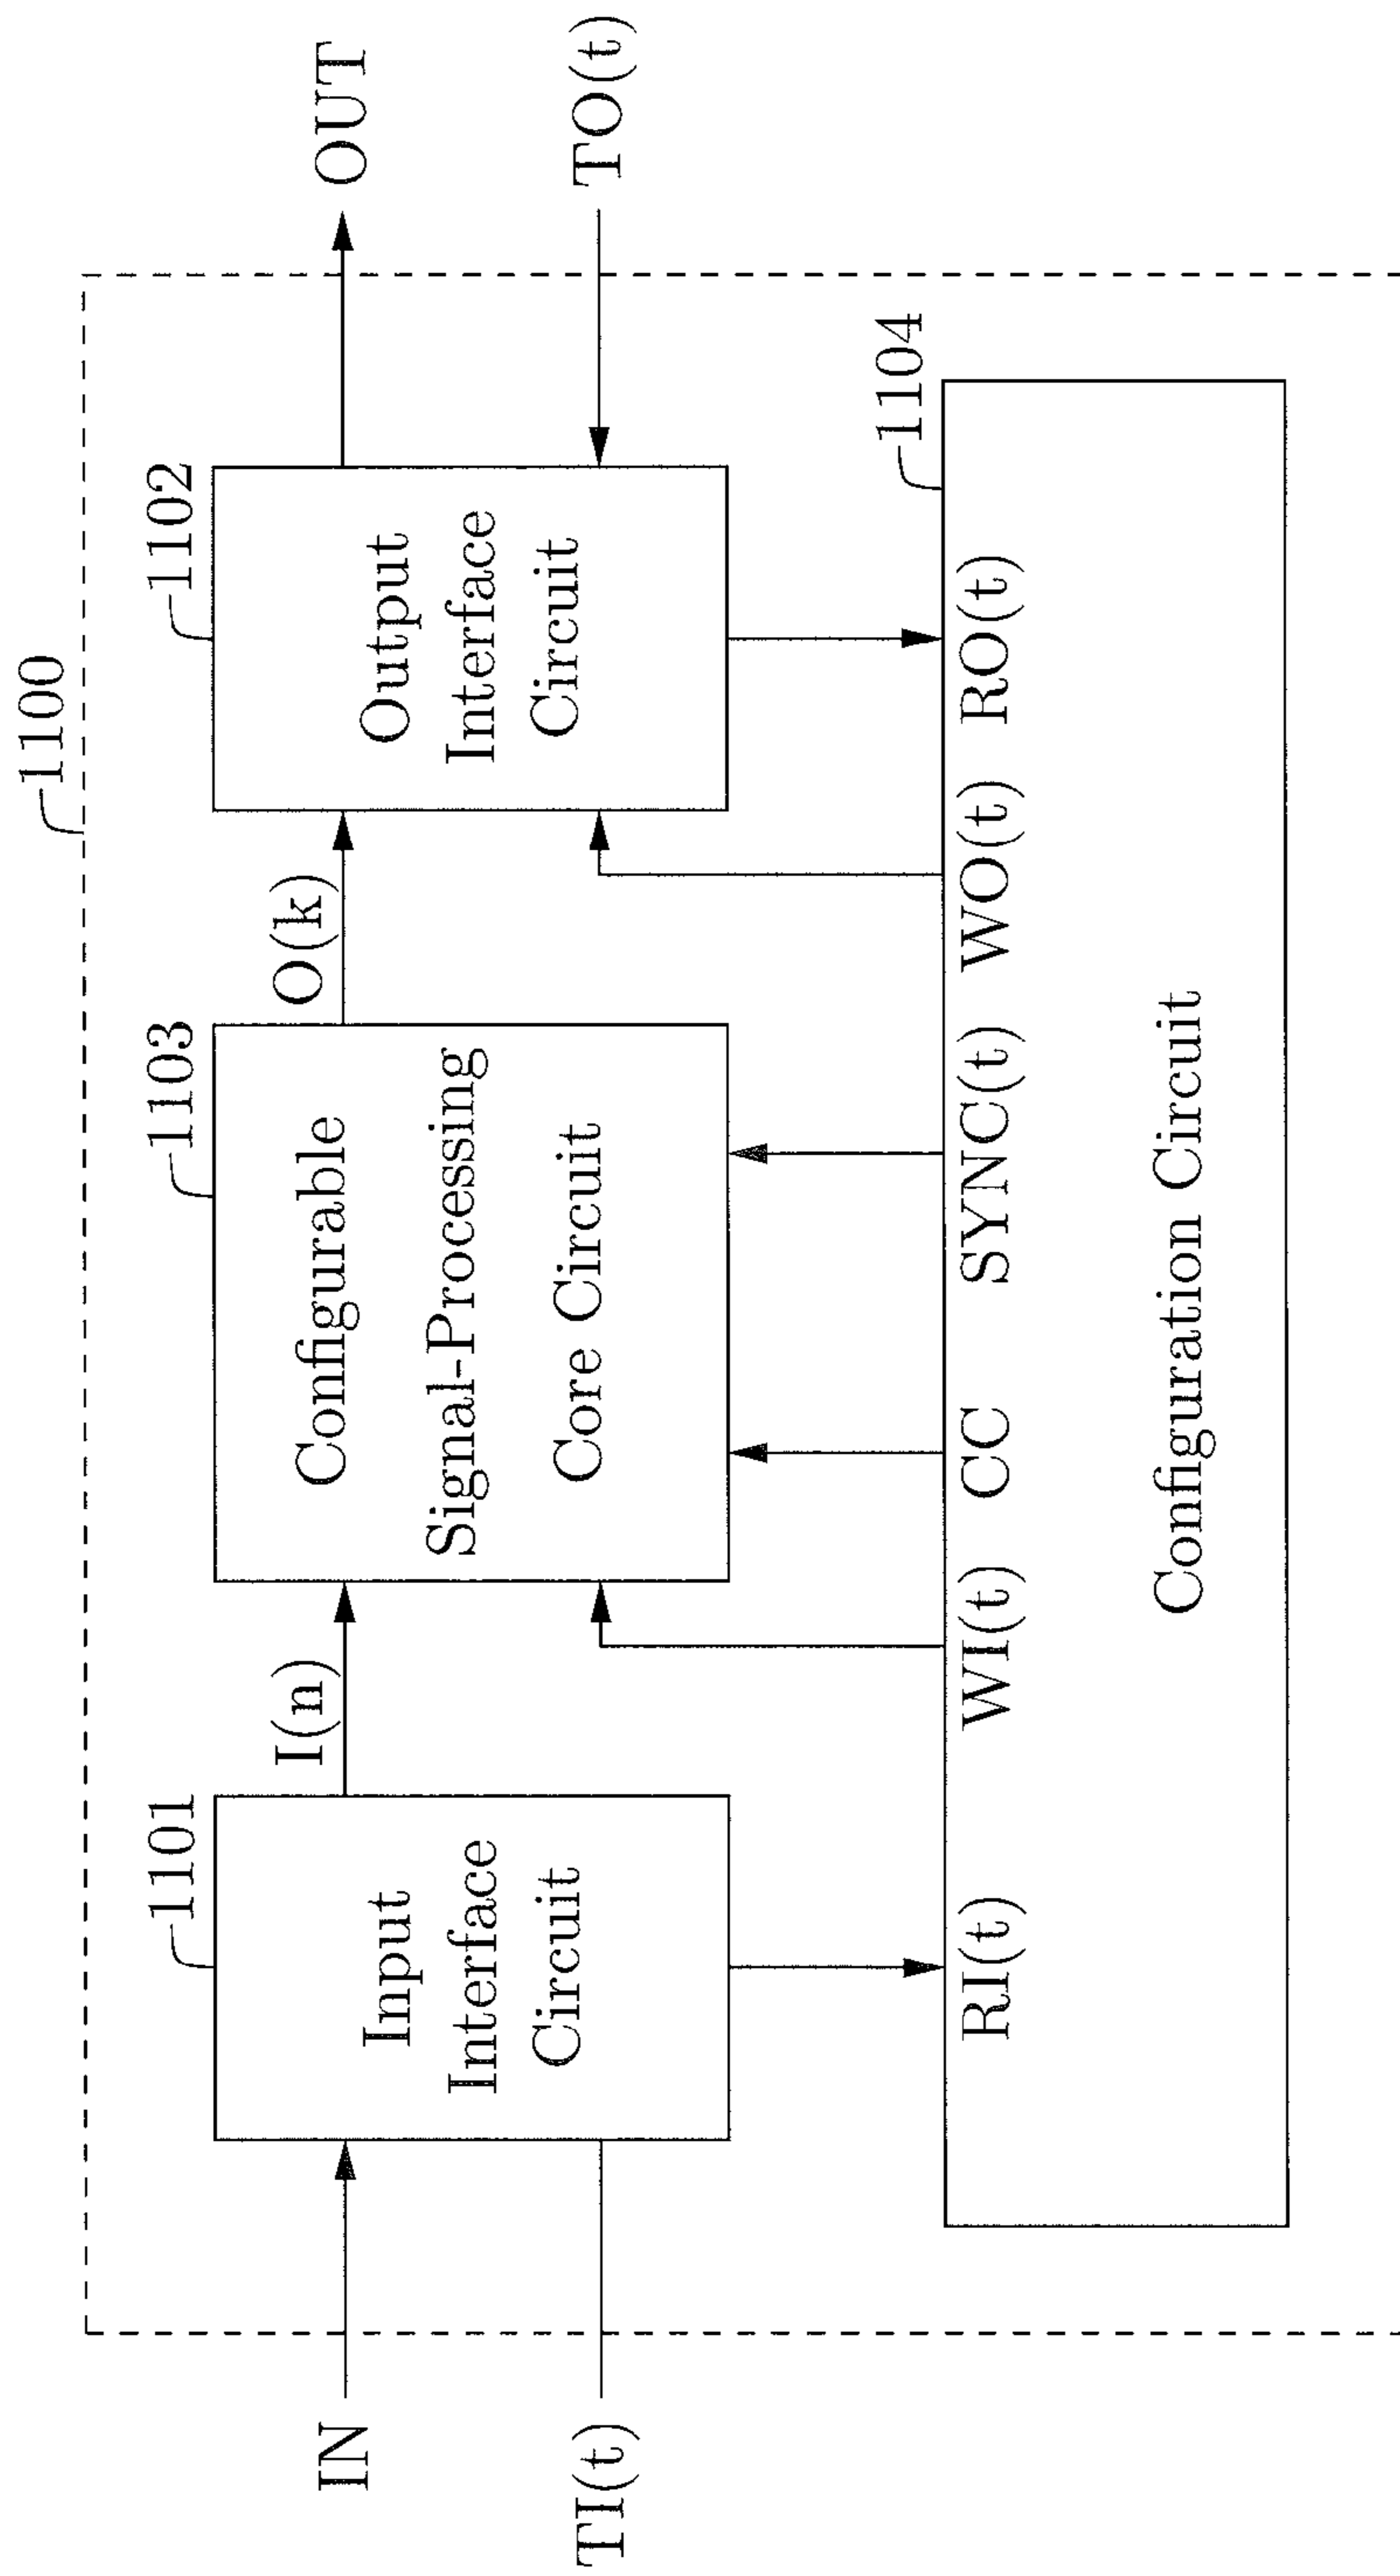 1100
1101
1103
1102
IN
I(n)
O(k)
OUT
Input
Interface
Circuit
Configurable
Signal-Processing
Core Circuit
Output
Interface
Circuit
TI(t)
TO(t)
1104
RI(t) WI(t) CC SYNC(t) WO(t) RO(t)
Configuration Circuit